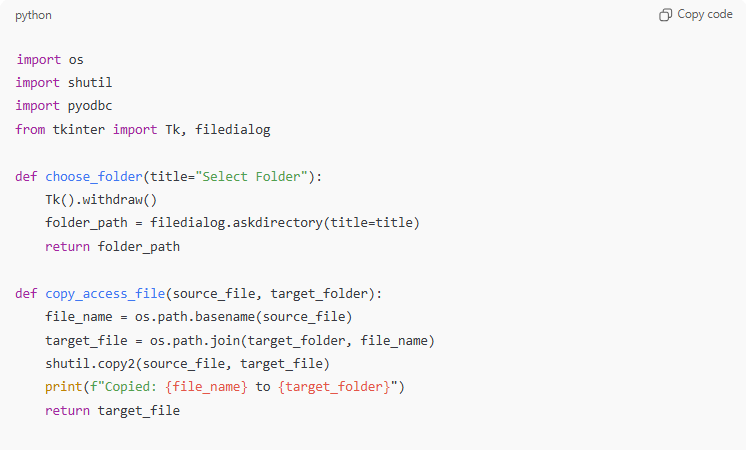 python
Copy code
import os
import shutil
import pyodbc
from tkinter import Tk, filedialog
def choose_folder(title="Select Folder"):
    Tk().withdraw()
    folder_path = filedialog.askdirectory(title=title)
    return folder_path
def copy_access_file(source_file, target_folder):
    file_name = os.path.basename(source_file)
    target_file = os.path.join(target_folder, file_name)
    shutil.copy2(source_file, target_file)
    print(f"Copied: {file_name} to {target_folder}")
    return target_file